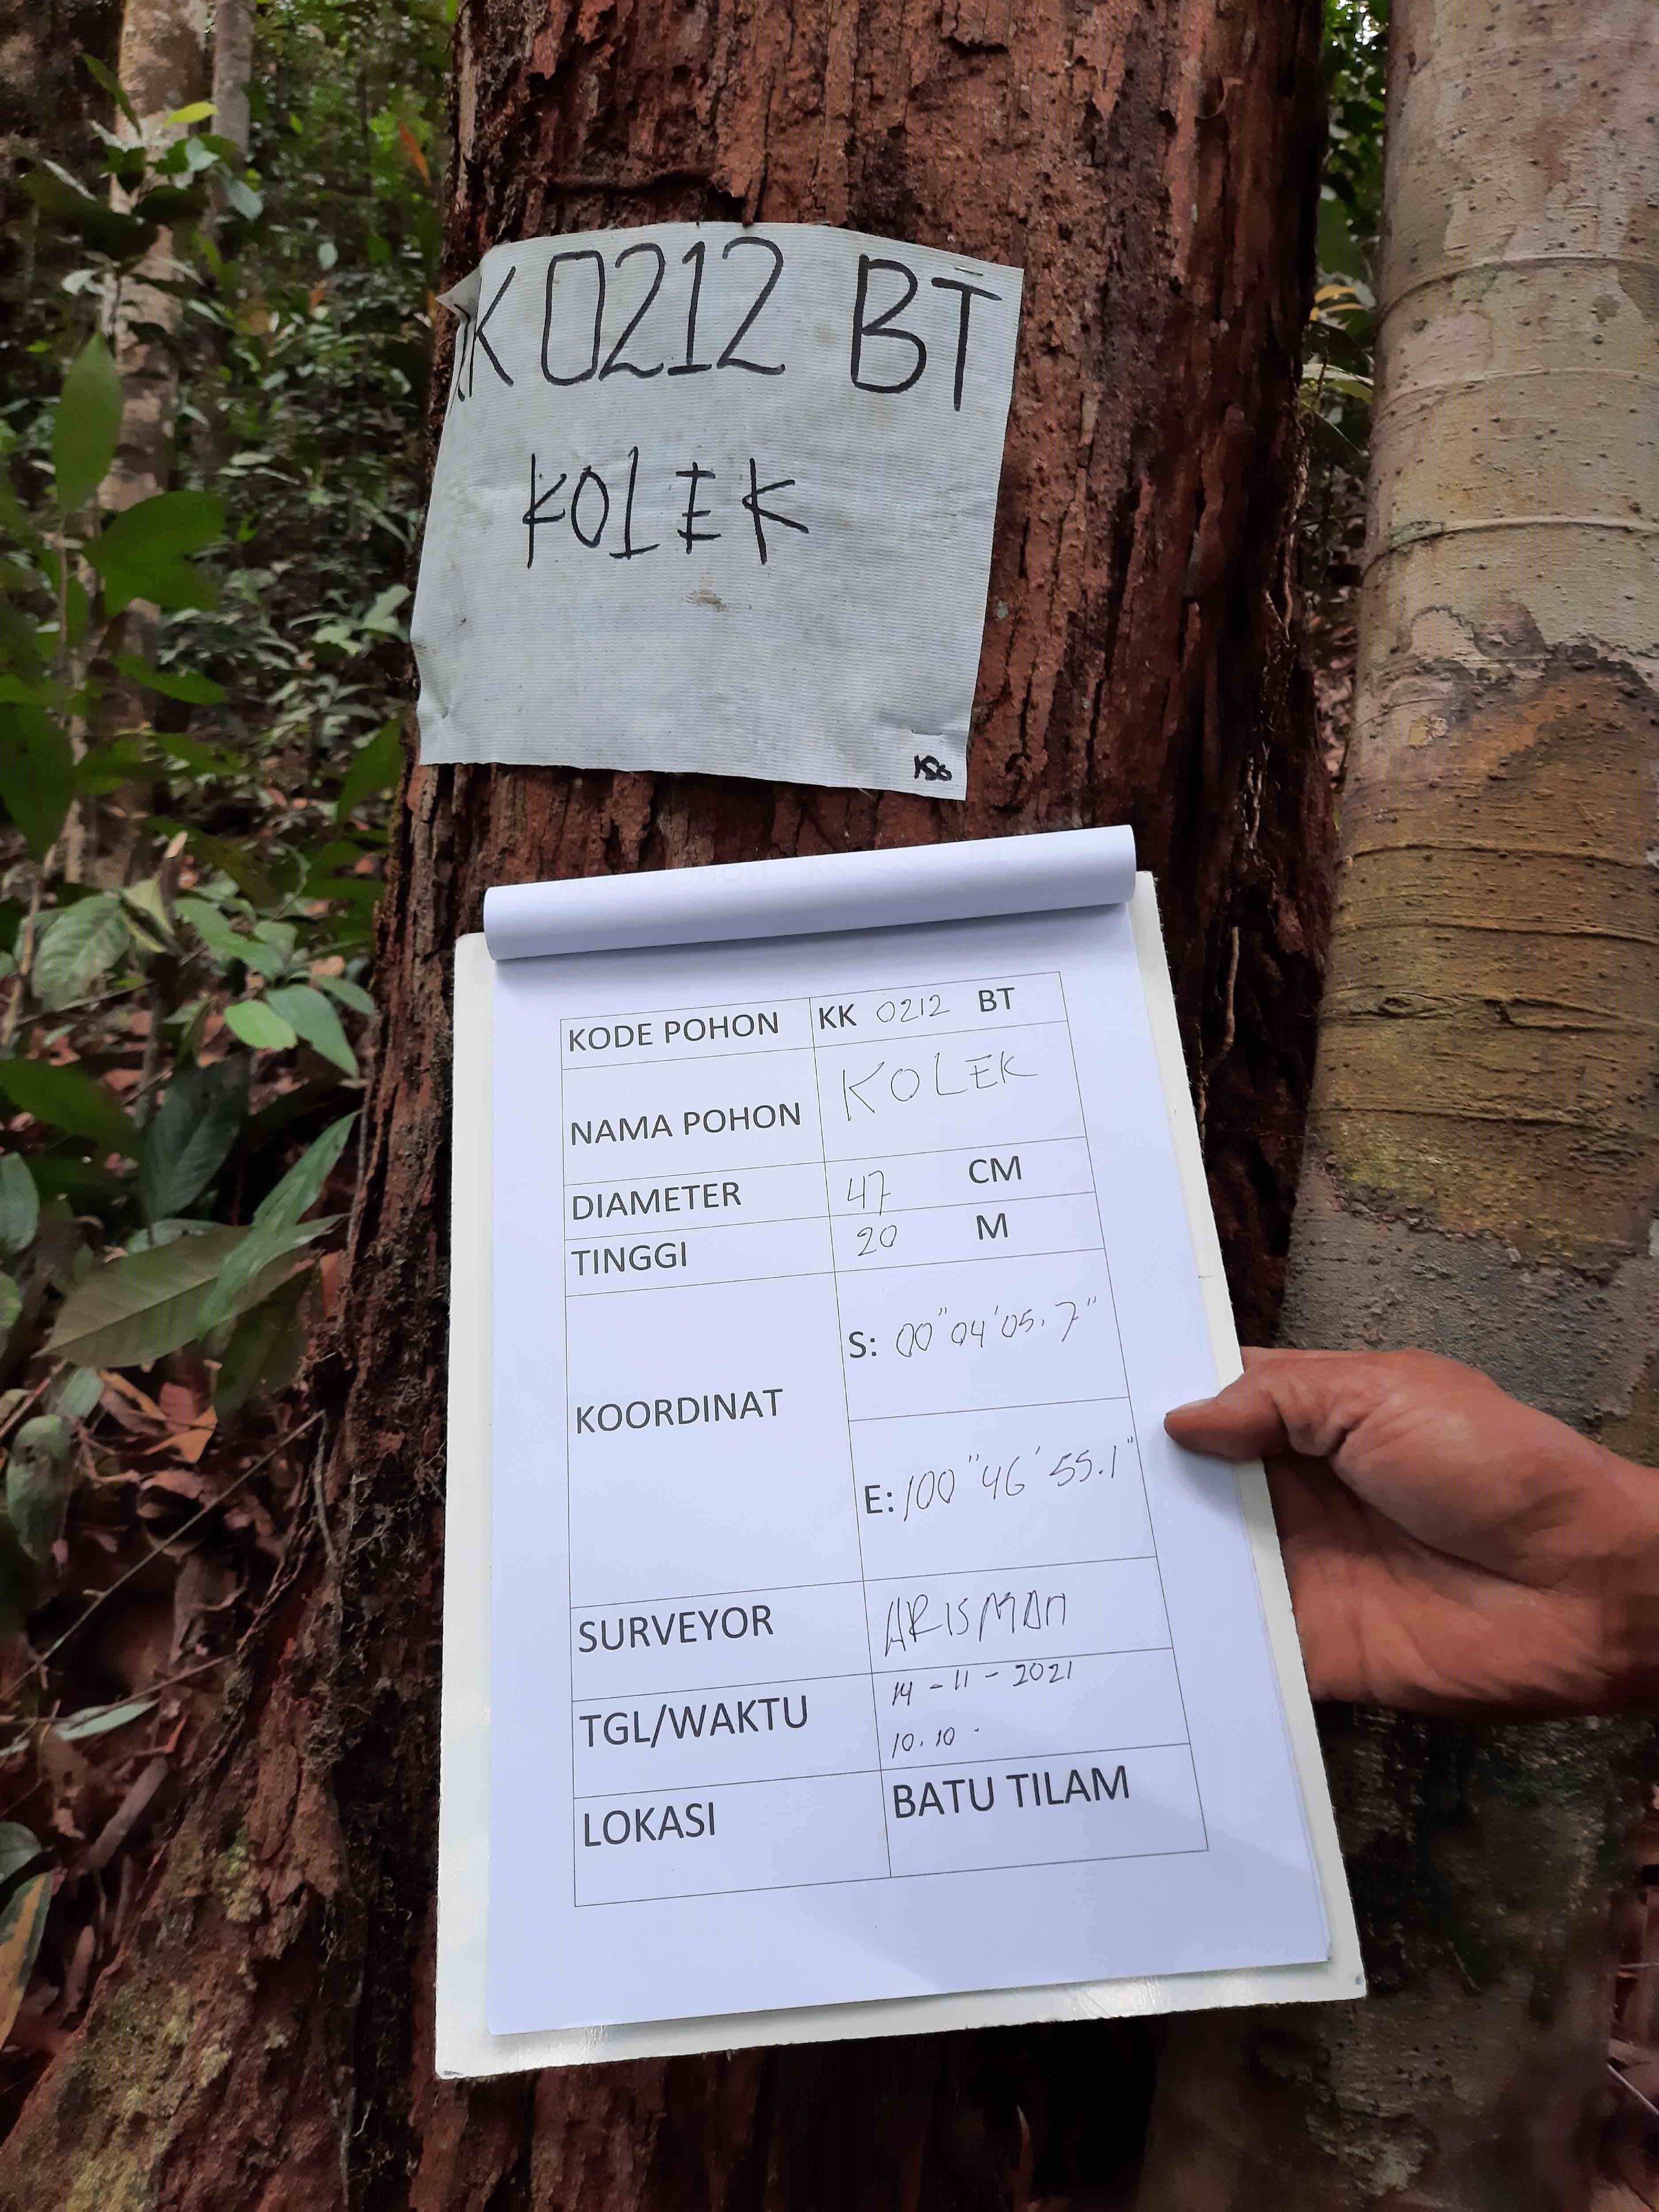 KK 0212 BT
KOLEK
KODE POHON KK 0212 BT
NAMA POHON KOLEK
DIAMETER 47 CM
TINGGI 20 M
KOORDINAT
S: 00"04'05.7"
E: 100"46'55.1"
SURVEYOR ARISMAN
TGL/WAKTU 14-11-2021
10.10
LOKASI BATU TILAM